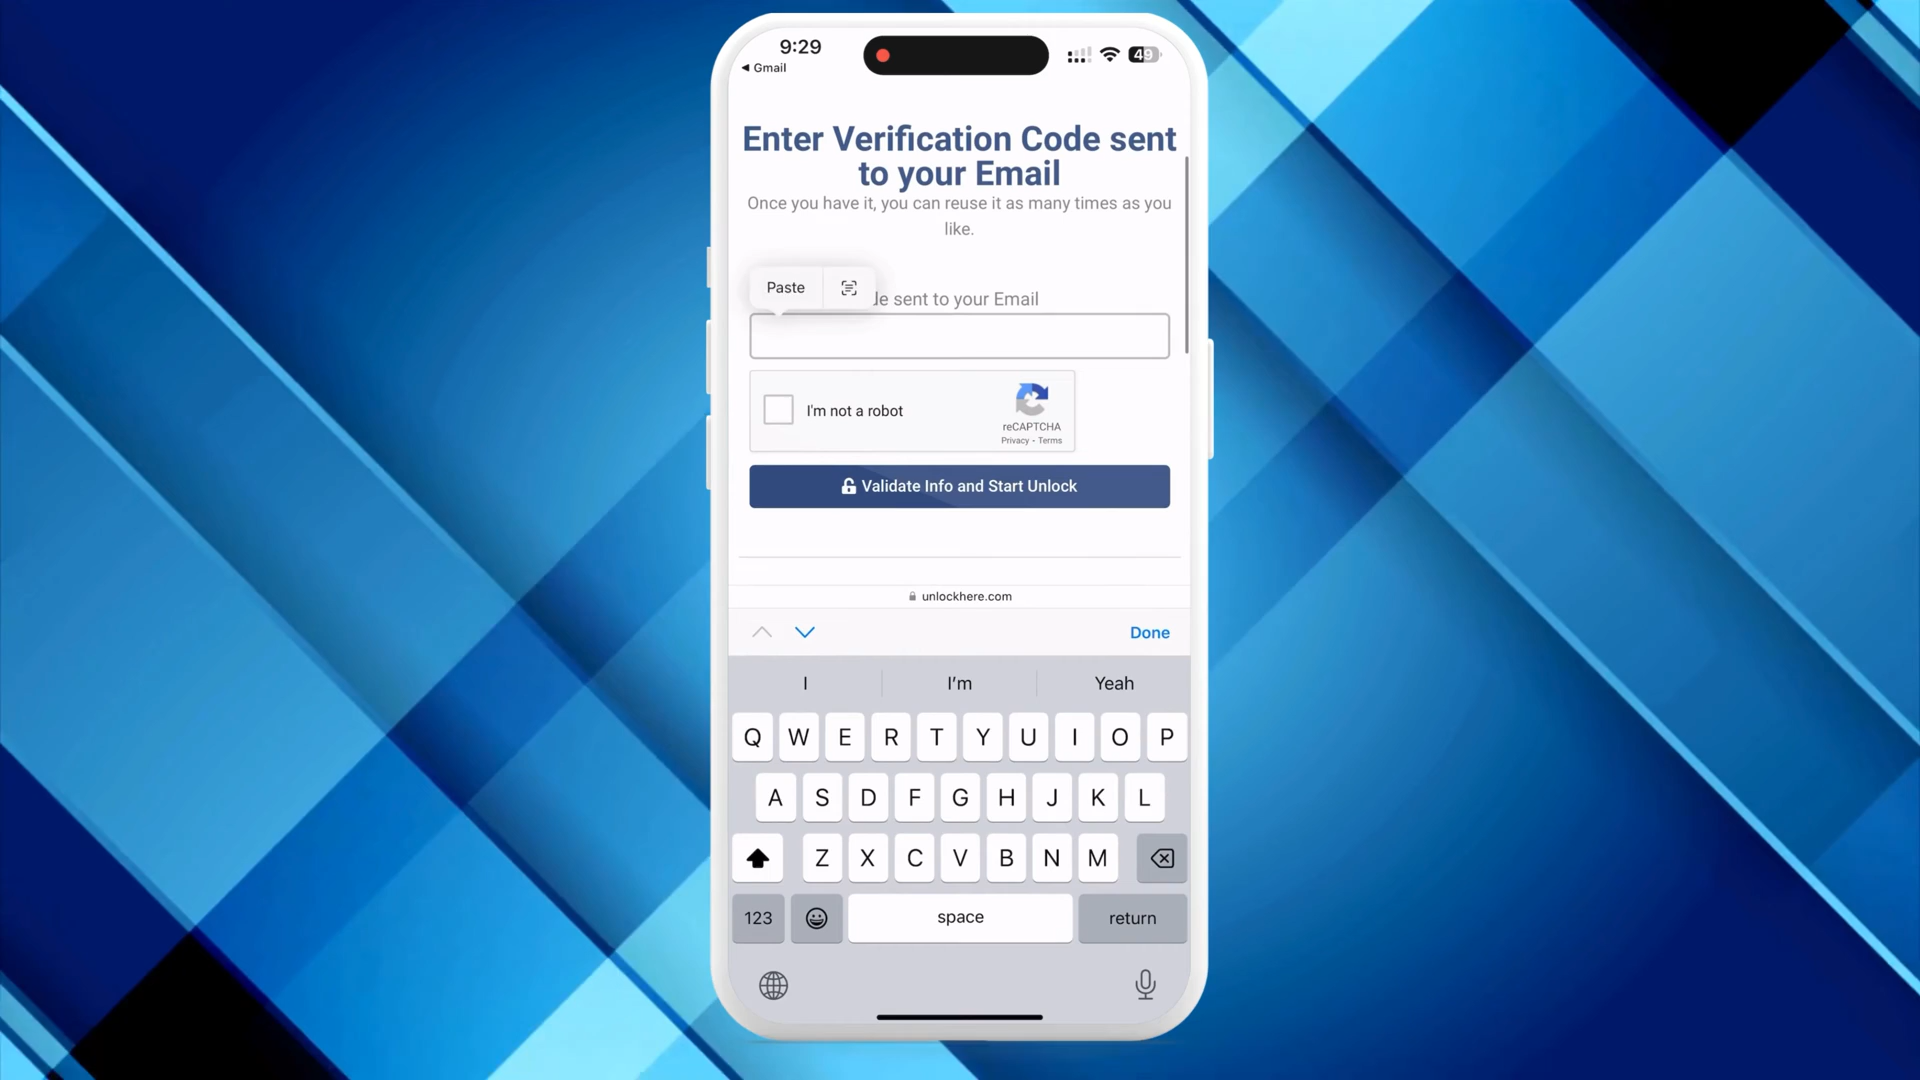 9:29
49
◀ Gmail
Enter Verification Code sent
to your Email
Once you have it, you can reuse it as many times as you
like.
Paste
de sent to your Email
I'm not a robot
reCAPTCHA
Privacy - Terms
Validate Info and Start Unlock
unlockhere.com
Done
I
I'm
Yeah
Q W E R T Y U I O P
A S D F G H J K L
Z X C V B N M
123
space
return